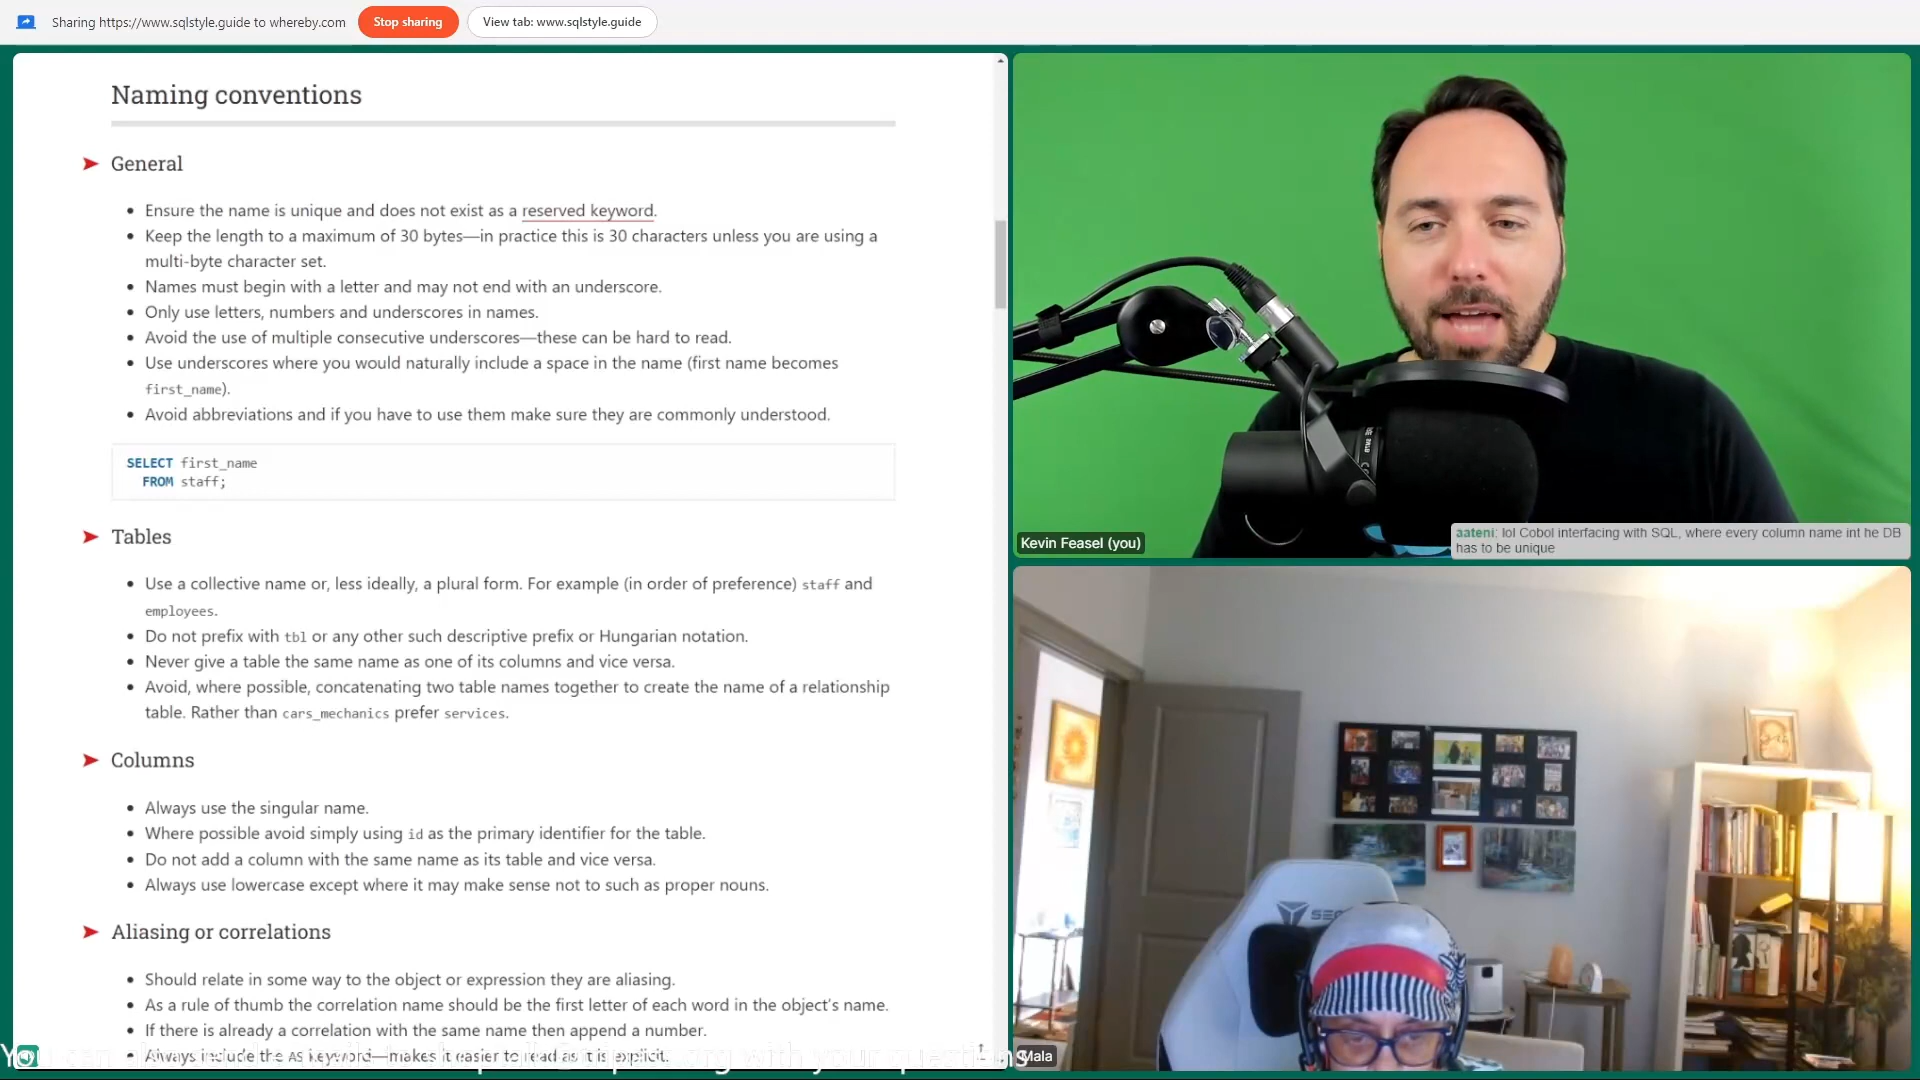 Sharing https://www.sqlstyle.guide to whereby.com
Stop sharing
View tab: www.sqlstyle.guide
Naming conventions
General
Ensure the name is unique and does not exist as a reserved keyword.
Keep the length to a maximum of 30 bytes—in practice this is 30 characters unless you are using a
multi-byte character set.
Names must begin with a letter and may not end with an underscore.
Only use letters, numbers and underscores in names.
Avoid the use of multiple consecutive underscores—these can be hard to read.
Use underscores where you would naturally include a space in the name (first name becomes
first_name).
Avoid abbreviations and if you have to use them make sure they are commonly understood.
SELECT first_name
FROM staff;
Tables
Use a collective name or, less ideally, a plural form. For example (in order of preference) staff and
employees.
Do not prefix with tbl or any other such descriptive prefix or Hungarian notation.
Never give a table the same name as one of its columns and vice versa.
Avoid, where possible, concatenating two table names together to create the name of a relationship
table. Rather than cars_mechanics prefer services.
Columns
Always use the singular name.
Where possible avoid simply using id as the primary identifier for the table.
Do not add a column with the same name as its table and vice versa.
Always use lowercase except where it may make sense not to such as proper nouns.
Aliasing or correlations
Should relate in some way to the object or expression they are aliasing.
As a rule of thumb the correlation name should be the first letter of each word in the object's name.
If there is already a correlation with the same name then append a number.
Always include the AS keyword—makes it easier to read as it is explicit.
You can with your questions
Kevin Feasel (you)
aateni: lol Cobol interfacing with SQL, where every column name int he DB
has to be unique
Mala